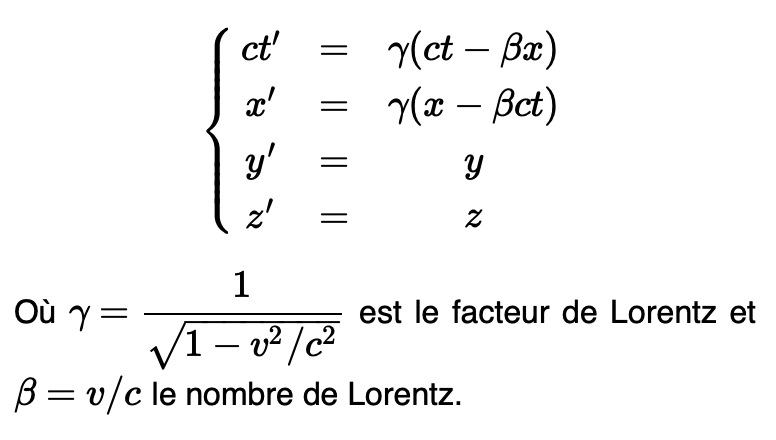 ct′ = γ(ct − βx)
x′ = γ(x − βct)
y′ = y
z′ = z
Où γ = 1 / √(1 − v²/c²) est le facteur de Lorentz et
β = v/c le nombre de Lorentz.